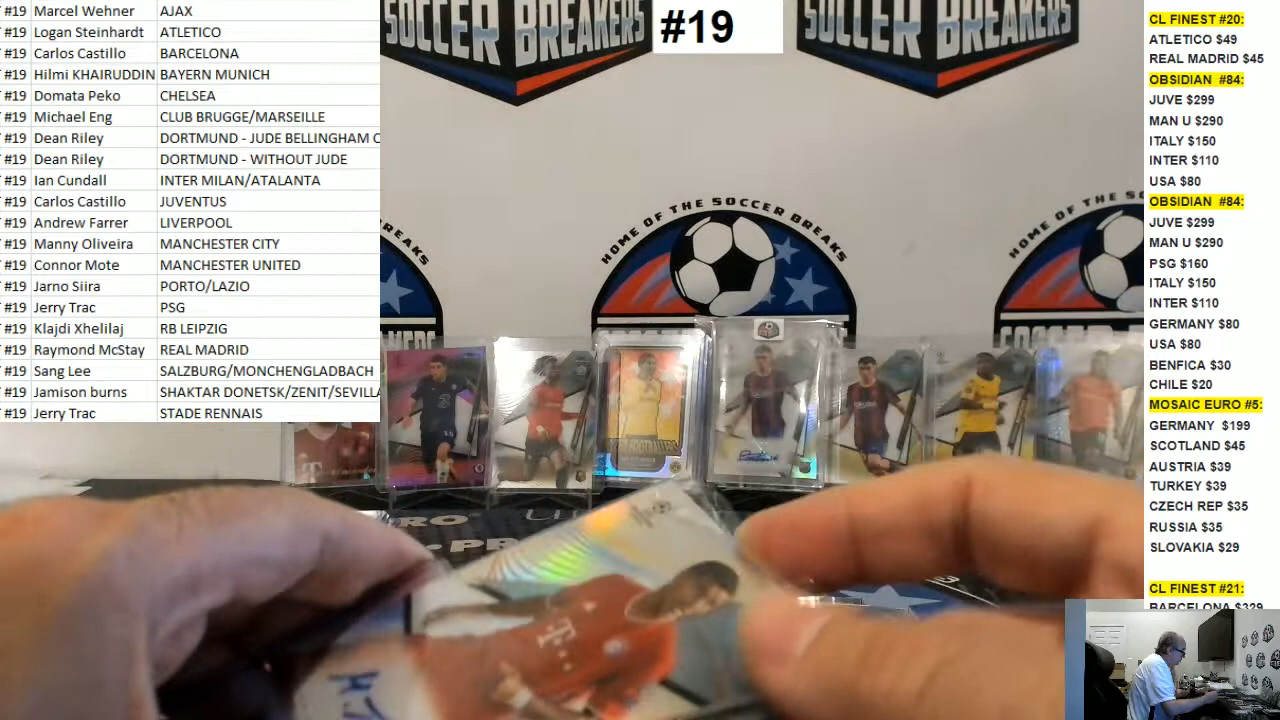 #19 Marcel Wehner AJAX
#19 Logan Steinhardt ATLETICO
#19 Carlos Castillo BARCELONA
#19 Hilmi KHAIRUDDIN BAYERN MUNICH
#19 Domata Peko CHELSEA
#19 Michael Eng CLUB BRUGGE/MARSEILLE
#19 Dean Riley DORTMUND - JUDE BELLINGHAM
#19 Dean Riley DORTMUND - WITHOUT JUDE
#19 Ian Cundall INTER MILAN/ATALANTA
#19 Carlos Castillo JUVENTUS
#19 Andrew Farrer LIVERPOOL
#19 Manny Oliveira MANCHESTER CITY
#19 Connor Mote MANCHESTER UNITED
#19 Jarno Siira PORTO/LAZIO
#19 Jerry Trac PSG
#19 Klajdi Xhelilaj RB LEIPZIG
#19 Raymond McStay REAL MADRID
#19 Sang Lee SALZBURG/MONCHENGLADBACH
#19 Jamison burns SHAKTAR DONETSK/ZENIT/SEVILLA
#19 Jerry Trac STADE RENNAIS
SOCCER BREAKERS
#19
SOCCER BREAKERS
HOME OF THE SOCCER BREAKS
BREAKS
HOME OF THE SO
CL FINEST #20:
ATLETICO $49
REAL MADRID $45
OBSIDIAN #84:
JUVE $299
MAN U $290
ITALY $150
INTER $110
USA $80
OBSIDIAN #84:
JUVE $299
MAN U $290
PSG $160
ITALY $150
INTER $110
GERMANY $80
USA $80
BENFICA $30
CHILE $20
MOSAIC EURO #5:
GERMANY $199
SCOTLAND $45
AUSTRIA $39
TURKEY $39
CZECH REP $35
RUSSIA $35
SLOVAKIA $29
CL FINEST #21:
BARCELONA $329